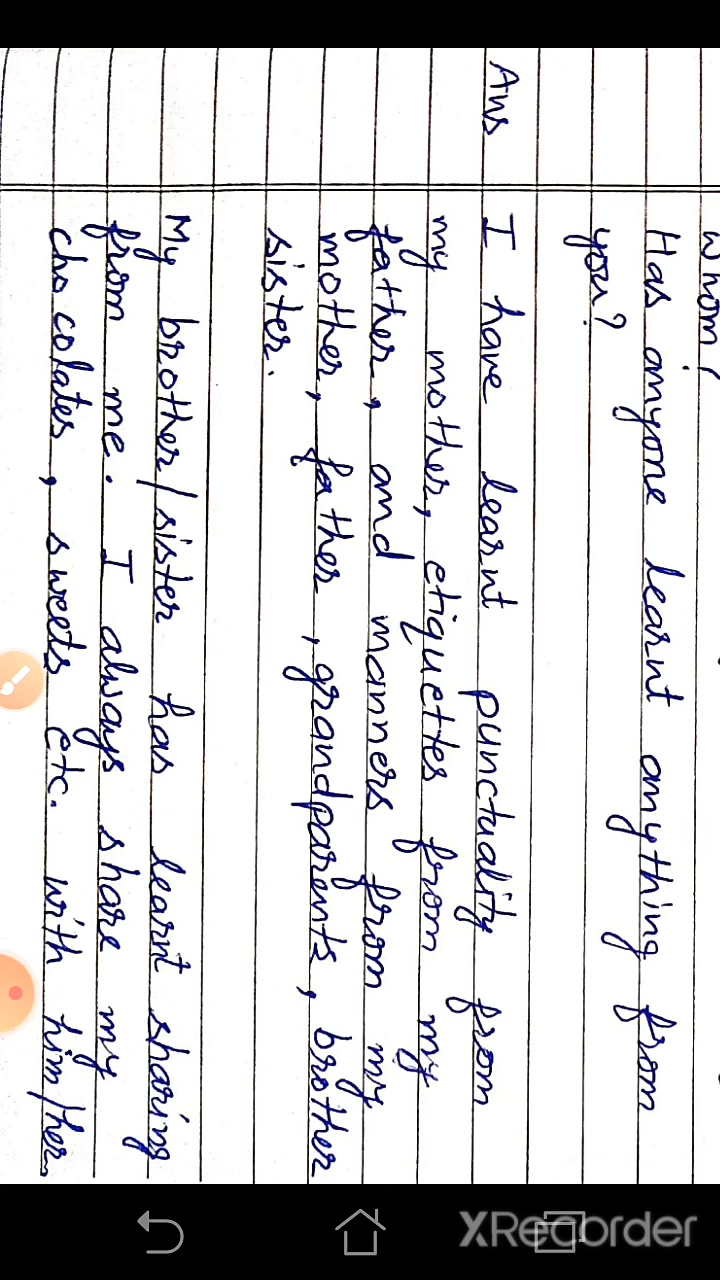 whom?
Has anyone learnt anything from
you?
Ans I have learnt punctuality from
my mother, etiquettes from my
father, and manners from my
mother, father, grandparents, brother
sister.
My brother/sister has learnt sharing
from me. I always share my
chocolates, sweets etc. with him/her.
XRecorder